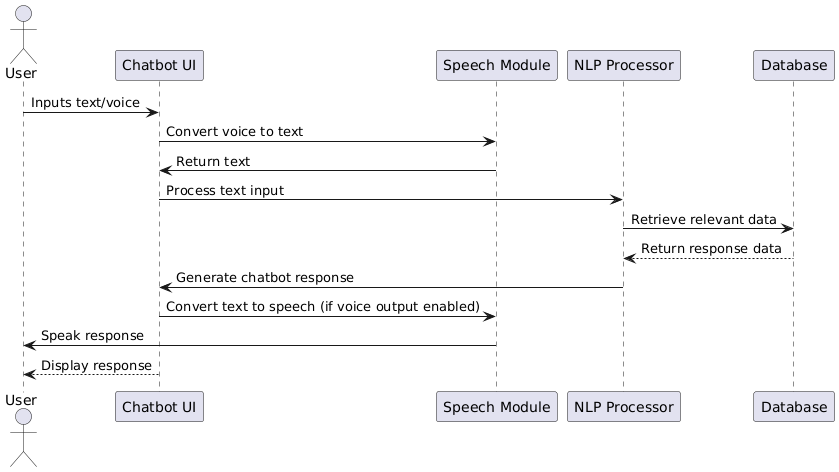 User
Chatbot UI
Speech Module
NLP Processor
Database
Inputs text/voice
Convert voice to text
Return text
Process text input
Retrieve relevant data
Return response data
Generate chatbot response
Convert text to speech (if voice output enabled)
Speak response
Display response
User
Chatbot UI
Speech Module
NLP Processor
Database